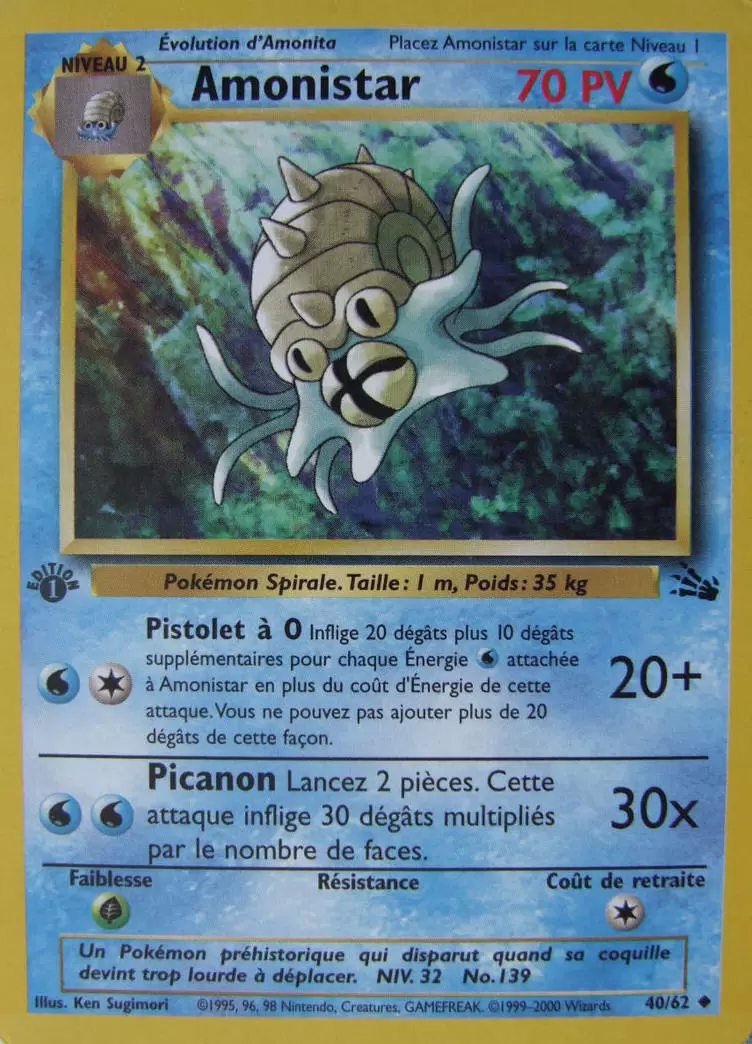 Évolution d'Amonita
Placez Amonistar sur la carte Niveau 1
NIVEAU 2
Amonistar
70 PV
EDITION
1
Pokémon Spirale. Taille: 1 m, Poids: 35 kg
Pistolet à O Inflige 20 dégâts plus 10 dégâts
supplémentaires pour chaque Énergie attachée
à Amonistar en plus du coût d'Énergie de cette
attaque. Vous ne pouvez pas ajouter plus de 20
dégâts de cette façon.
20+
Picanon Lancez 2 pièces. Cette
attaque inflige 30 dégâts multipliés
par le nombre de faces.
30x
Faiblesse
Résistance
Coût de retraite
Un Pokémon préhistorique qui disparut quand sa coquille
devint trop lourde à déplacer. NIV. 32 No. 139
Illus. Ken Sugimori
©1995, 96, 98 Nintendo, Creatures, GAMEFREAK. ©1999-2000 Wizards
40/62